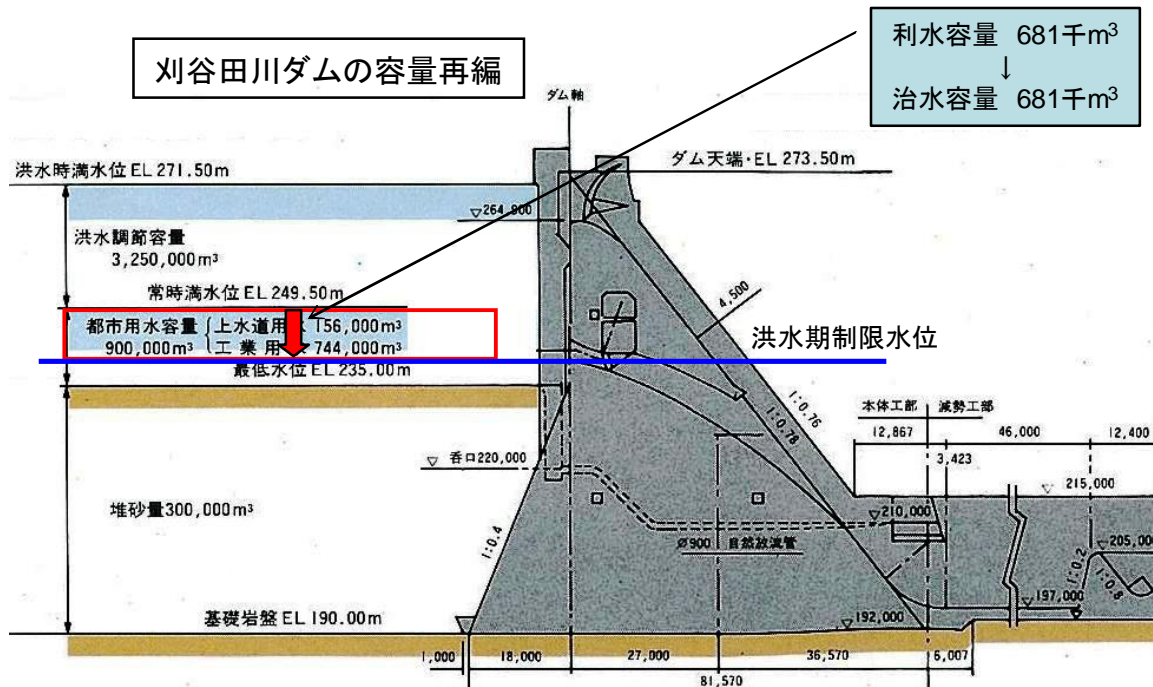 刈谷田川ダムの容量再編
利水容量 681千m³
↓
治水容量 681千m³
ダム軸
洪水時満水位 EL 271.50m
ダム天端・EL 273.50m
▽264,800
洪水調節容量
3,250,000m³
常時満水位 EL 249.50m
4,500
都市用水容量 上水道用 156,000m³
900,000m³ 工業用 744,000m³
洪水期制限水位
最低水位 EL 235.00m
1:0.76
1:0.78
本体工部 減勢工部
12,867 46,000 12,400
3,423
▽ 呑口220,000
▽ 215,000
堆砂量300,000m³
▽210,000
1:0.4
Ø900 自然放流管
▽205,000
1:0.2
1:0.8
▽197,000
基礎岩盤 EL 190.00m
192,000▽
1,000 18,000 27,000 36,570 6,007
81,570